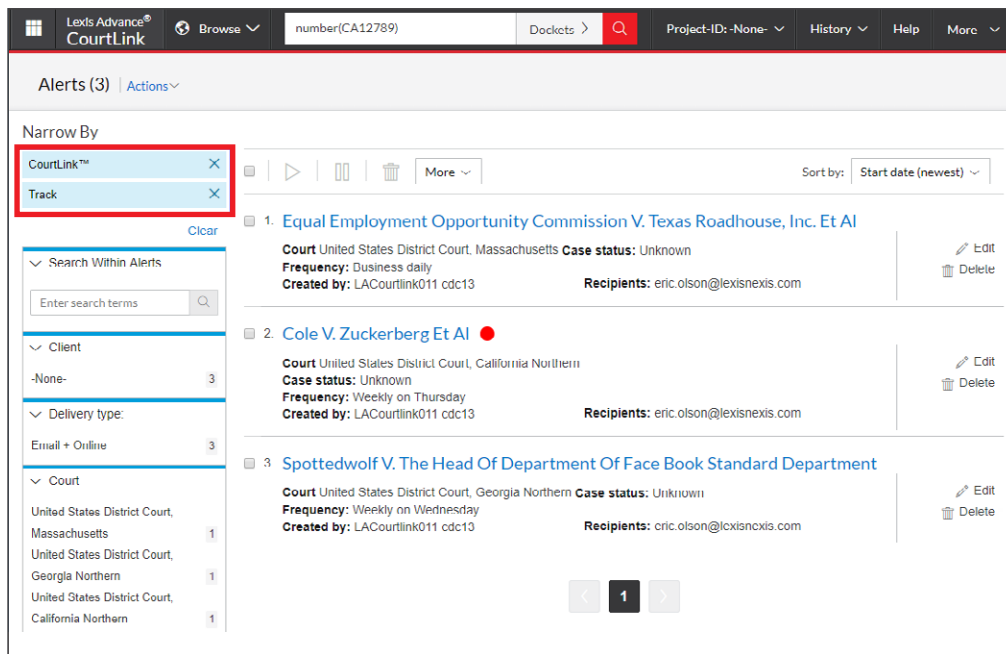 Lexis Advance®
CourtLink
Browse
number(CA12789)
Dockets
Project-ID: -None-
History
Help
More
Alerts (3)
Actions
Narrow By
CourtLink™
Track
Clear
Search Within Alerts
Enter search terms
Client
-None- 3
Delivery type:
Email + Online 3
Court
United States District Court,
Massachusetts 1
United States District Court,
Georgia Northern 1
United States District Court,
California Northern 1
More
Sort by: Start date (newest)
1. Equal Employment Opportunity Commission V. Texas Roadhouse, Inc. Et Al
Court United States District Court, Massachusetts Case status: Unknown
Frequency: Business daily
Created by: LACourtlink011 cdc13 Recipients: eric.olson@lexisnexis.com
Edit
Delete
2. Cole V. Zuckerberg Et Al
Court United States District Court, California Northern
Case status: Unknown
Frequency: Weekly on Thursday
Created by: LACourtlink011 cdc13 Recipients: eric.olson@lexisnexis.com
Edit
Delete
3 Spottedwolf V. The Head Of Department Of Face Book Standard Department
Court United States District Court, Georgia Northern Case status: Unknown
Frequency: Weekly on Wednesday
Created by: LACourtlink011 cdc13 Recipients: eric.olson@lexisnexis.com
Edit
Delete
1